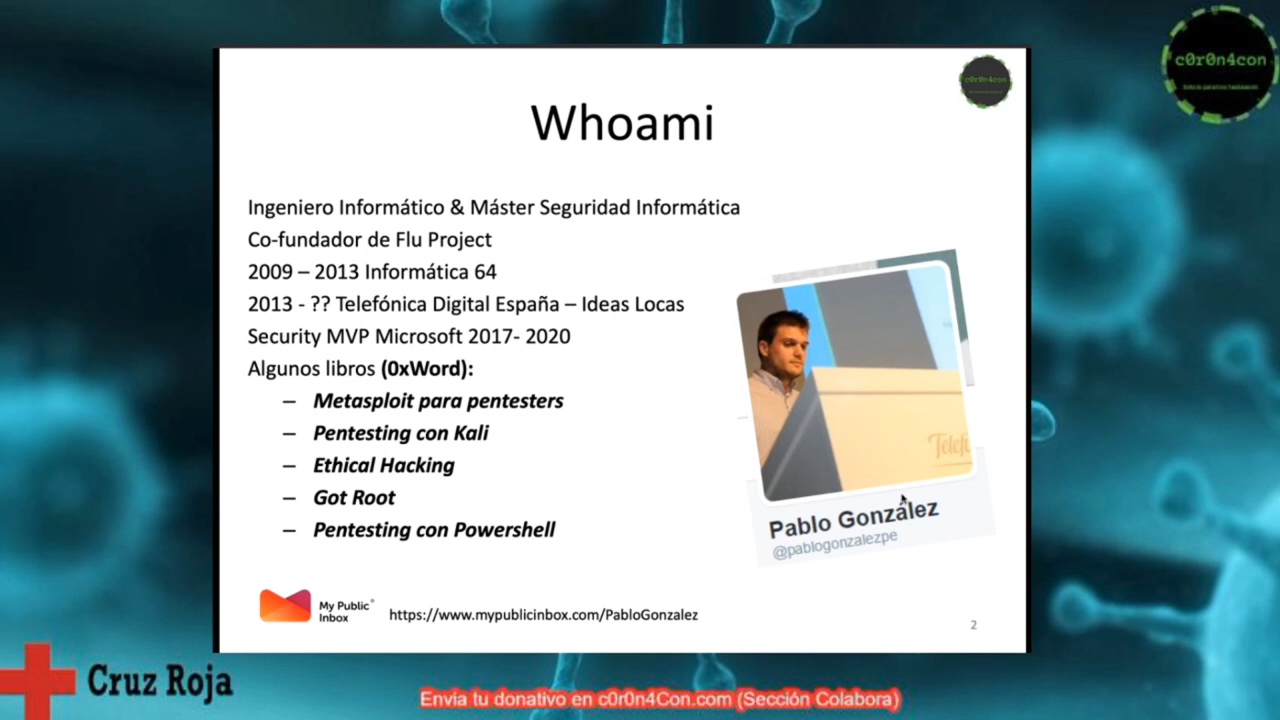 c0r0n4con
c0r0n4con
Whoami
Ingeniero Informático & Máster Seguridad Informática
Co-fundador de Flu Project
2009 – 2013 Informática 64
2013 - ?? Telefónica Digital España – Ideas Locas
Security MVP Microsoft 2017- 2020
Algunos libros (0xWord):
– Metasploit para pentesters
– Pentesting con Kali
– Ethical Hacking
– Got Root
– Pentesting con Powershell
Telef
Pablo González
@pablogonzalezpe
My Public
Inbox
https://www.mypublicinbox.com/PabloGonzalez
2
Cruz Roja
Envia tu donativo en c0r0n4Con.com (Sección Colabora)